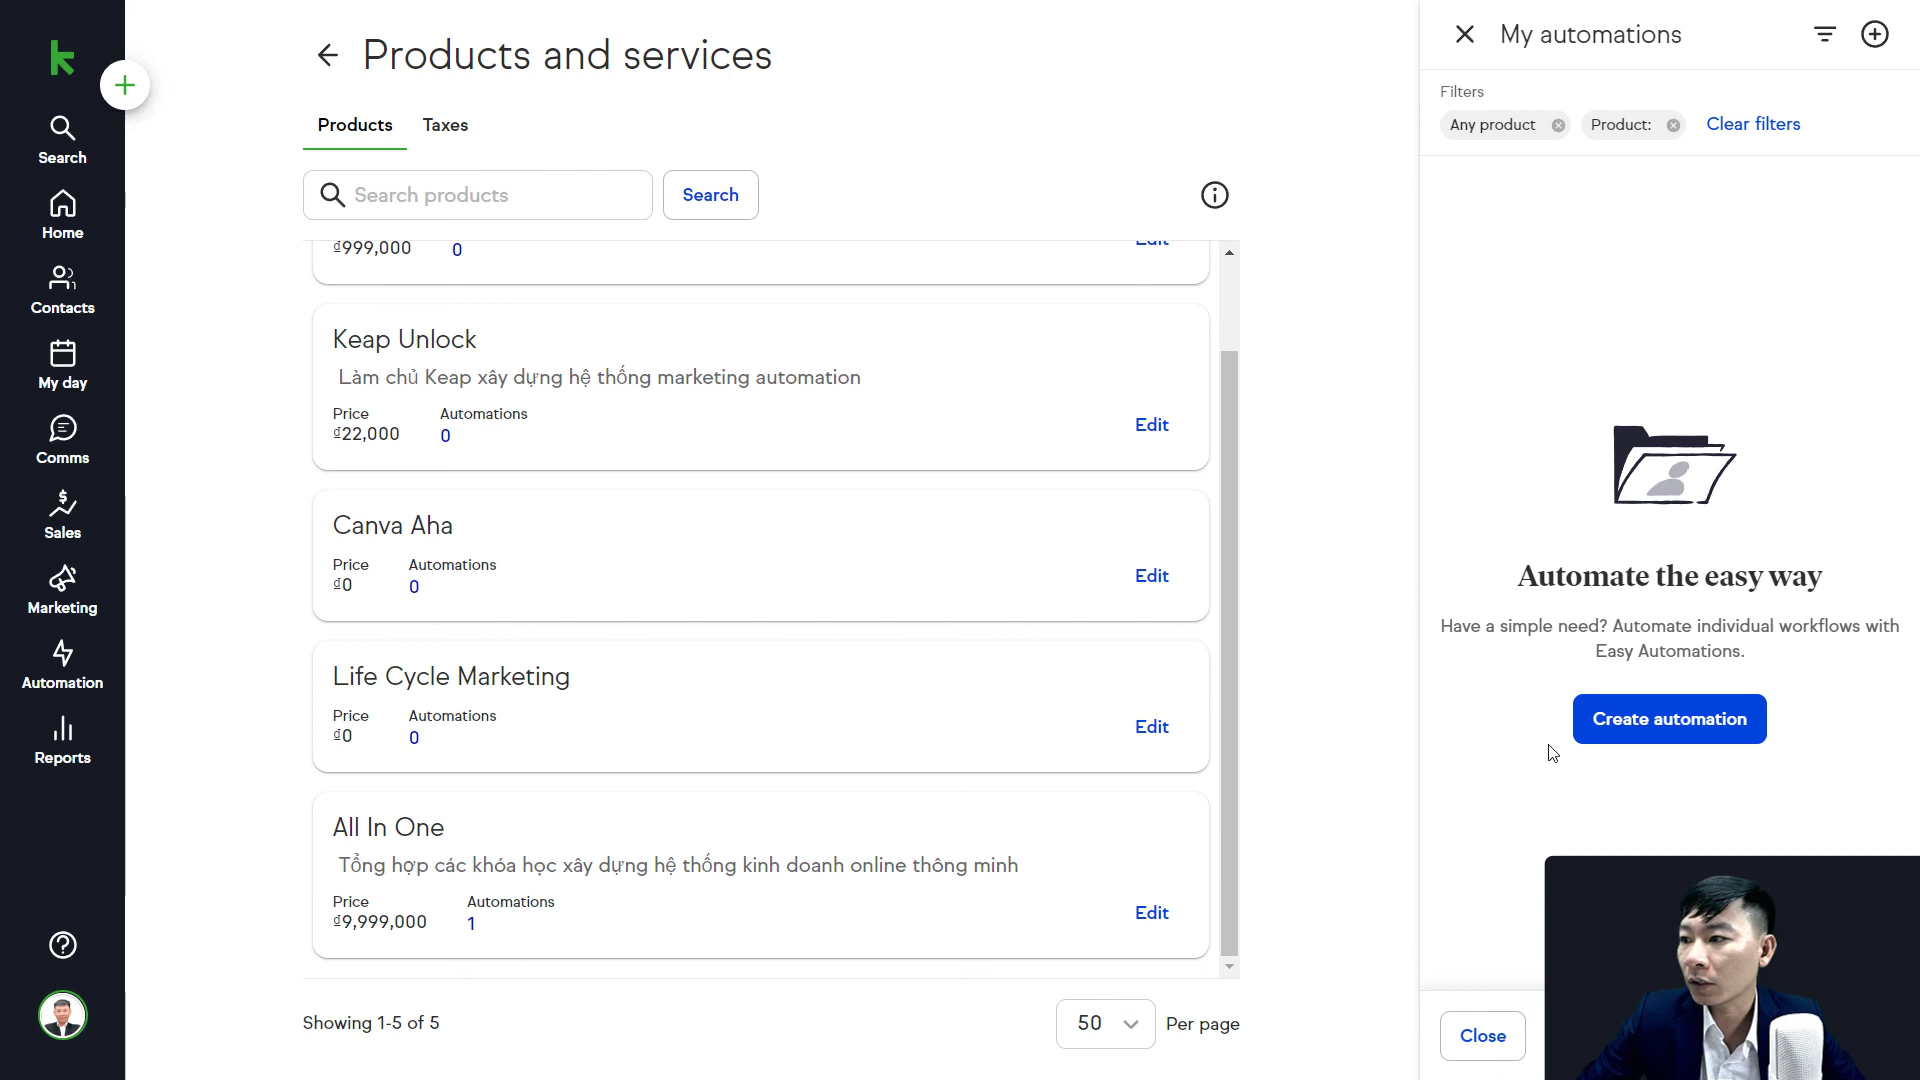 Products and services
My automations
Search
Home
Contacts
My day
Comms
Sales
Marketing
Automation
Reports
Products
Taxes
Search products
Search
₫999,000
0
Edit
Keap Unlock
Làm chủ Keap xây dựng hệ thống marketing automation
Price
Automations
₫22,000
0
Edit
Canva Aha
Price
Automations
₫0
0
Edit
Life Cycle Marketing
Price
Automations
₫0
0
Edit
All In One
Tổng hợp các khóa học xây dựng hệ thống kinh doanh online thông minh
Price
Automations
₫9,999,000
1
Edit
Showing 1-5 of 5
50
Per page
Filters
Any product
Product:
Clear filters
Automate the easy way
Have a simple need? Automate individual workflows with
Easy Automations.
Create automation
Close